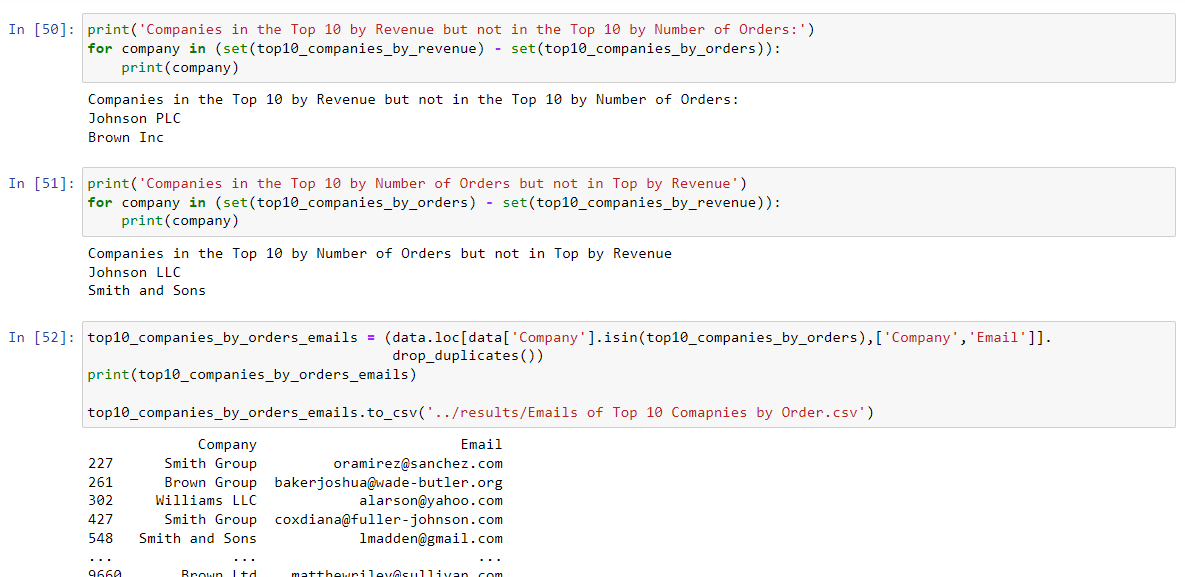 In [50]: print('Companies in the Top 10 by Revenue but not in the Top 10 by Number of Orders:')
for company in (set(top10_companies_by_revenue) - set(top10_companies_by_orders)):
print(company)
Companies in the Top 10 by Revenue but not in the Top 10 by Number of Orders:
Johnson PLC
Brown Inc
In [51]: print('Companies in the Top 10 by Number of Orders but not in Top by Revenue')
for company in (set(top10_companies_by_orders) - set(top10_companies_by_revenue)):
print(company)
Companies in the Top 10 by Number of Orders but not in Top by Revenue
Johnson LLC
Smith and Sons
In [52]: top10_companies_by_orders_emails = (data.loc[data['Company'].isin(top10_companies_by_orders),['Company','Email']].
drop_duplicates())
print(top10_companies_by_orders_emails)
top10_companies_by_orders_emails.to_csv('../results/Emails of Top 10 Comapnies by Order.csv')
Company Email
227 Smith Group oramirez@sanchez.com
261 Brown Group bakerjoshua@wade-butler.org
302 Williams LLC alarson@yahoo.com
427 Smith Group coxdiana@fuller-johnson.com
548 Smith and Sons lmadden@gmail.com
... ... ...
9660 Brown Ltd matthewriley@sullivan.com